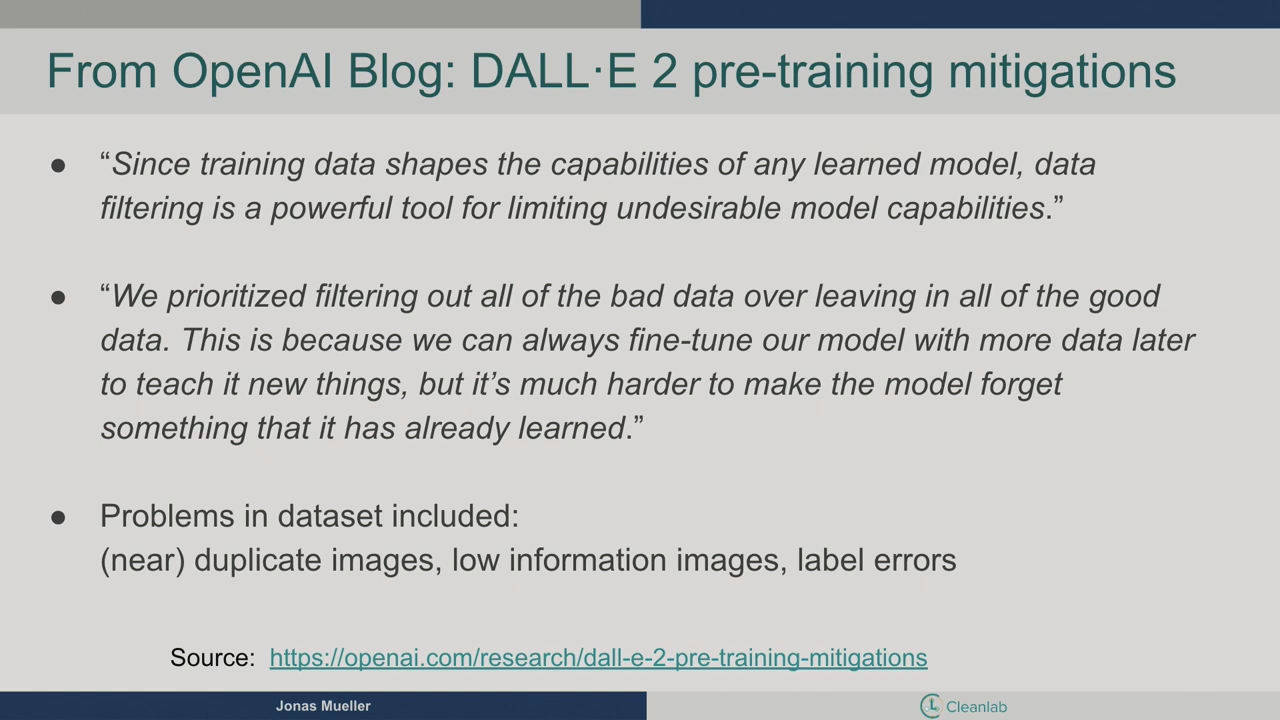 From OpenAI Blog: DALL·E 2 pre-training mitigations
● “Since training data shapes the capabilities of any learned model, data
filtering is a powerful tool for limiting undesirable model capabilities.”
● “We prioritized filtering out all of the bad data over leaving in all of the good
data. This is because we can always fine-tune our model with more data later
to teach it new things, but it’s much harder to make the model forget
something that it has already learned.”
● Problems in dataset included:
(near) duplicate images, low information images, label errors
Source: https://openai.com/research/dall-e-2-pre-training-mitigations
Jonas Mueller
Cleanlab